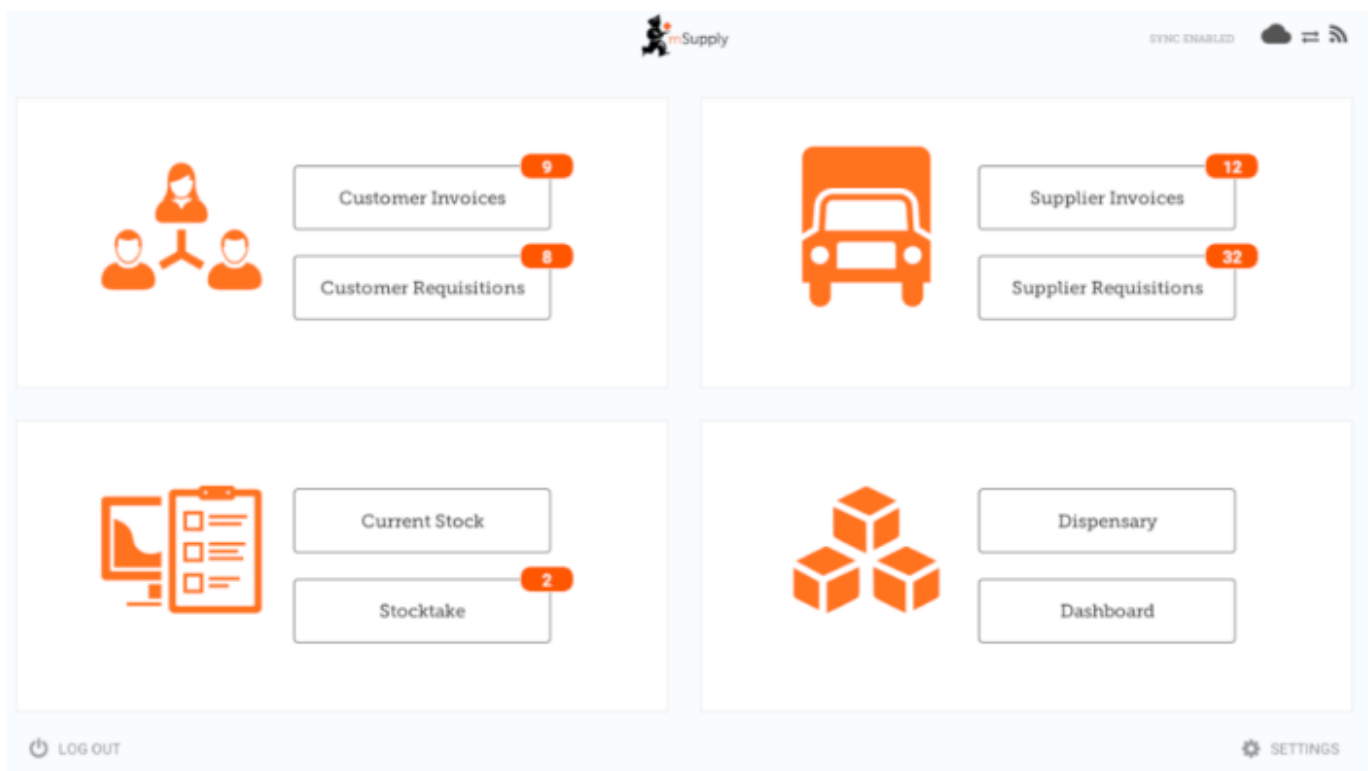 mSupply
SYNC ENABLED
9
Customer Invoices
8
Customer Requisitions
12
Supplier Invoices
32
Supplier Requisitions
Current Stock
2
Stocktake
Dispensary
Dashboard
LOG OUT
SETTINGS